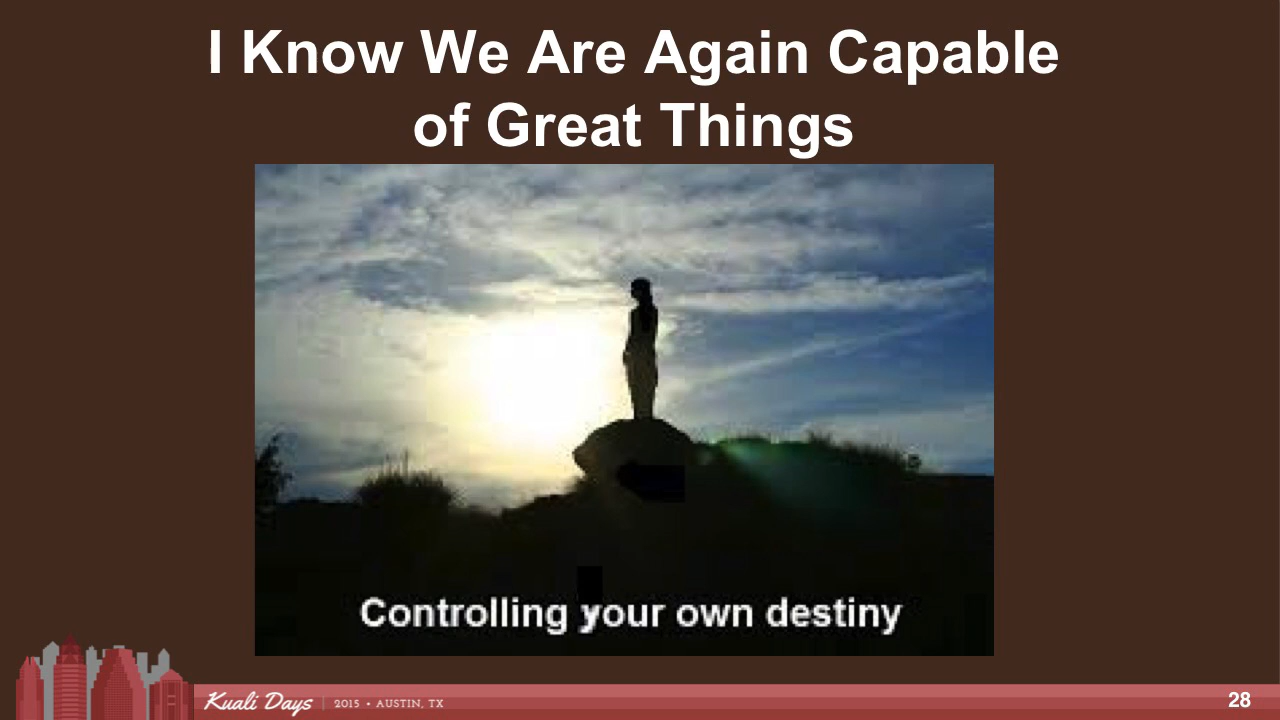 I Know We Are Again Capable
of Great Things
Controlling your own destiny
Kuali Days | 2015 • AUSTIN, TX
28